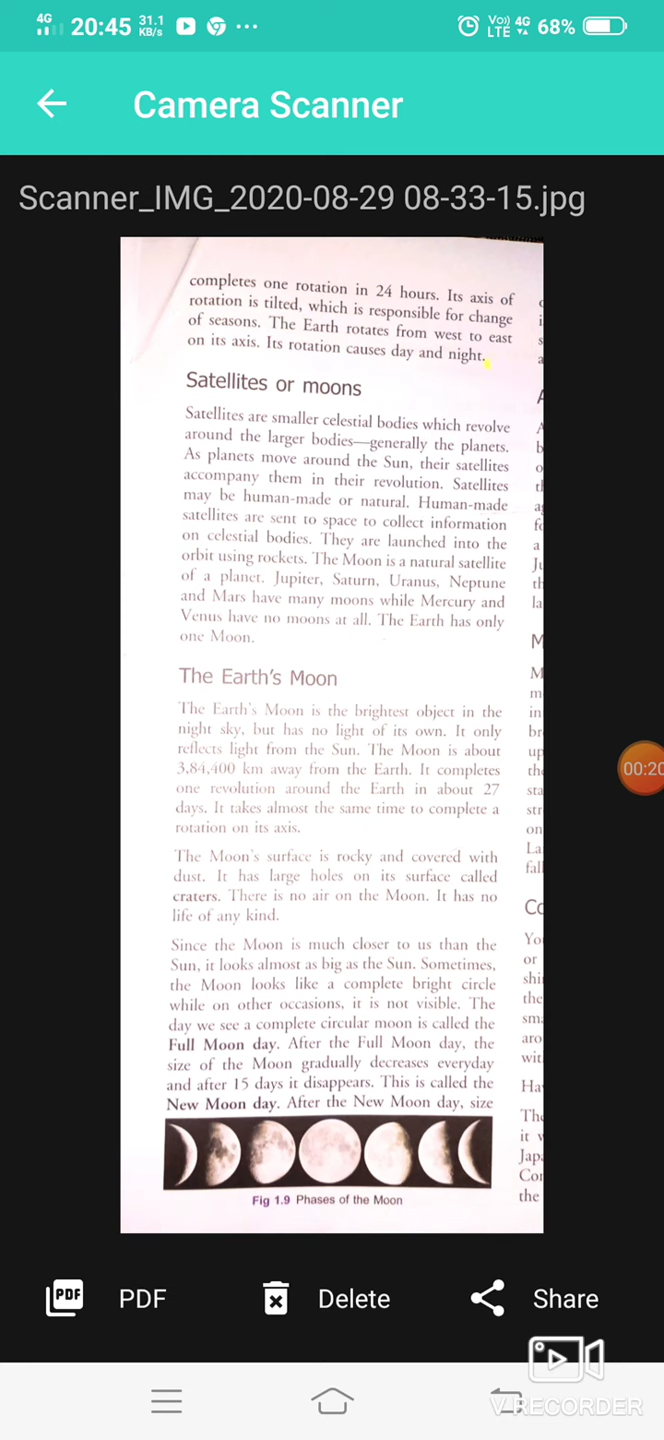 4G 20:45 31.1 KB/s ... Vo)) LTE 4G 68%
Camera Scanner
Scanner_IMG_2020-08-29 08-33-15.jpg
completes one rotation in 24 hours. Its axis of
rotation is tilted, which is responsible for change
of seasons. The Earth rotates from west to east
on its axis. Its rotation causes day and night.
Satellites or moons
Satellites are smaller celestial bodies which revolve
around the larger bodies—generally the planets.
As planets move around the Sun, their satellites
accompany them in their revolution. Satellites
may be human-made or natural. Human-made
satellites are sent to space to collect information
on celestial bodies. They are launched into the
orbit using rockets. The Moon is a natural satellite
of a planet. Jupiter, Saturn, Uranus, Neptune
and Mars have many moons while Mercury and
Venus have no moons at all. The Earth has only
one Moon.
The Earth's Moon
The Earth's Moon is the brightest object in the
night sky, but has no light of its own. It only
reflects light from the Sun. The Moon is about
3,84,400 km away from the Earth. It completes
one revolution around the Earth in about 27
days. It takes almost the same time to complete a
rotation on its axis.
The Moon's surface is rocky and covered with
dust. It has large holes on its surface called
craters. There is no air on the Moon. It has no
life of any kind.
Since the Moon is much closer to us than the
Sun, it looks almost as big as the Sun. Sometimes,
the Moon looks like a complete bright circle
while on other occasions, it is not visible. The
day we see a complete circular moon is called the
Full Moon day. After the Full Moon day, the
size of the Moon gradually decreases everyday
and after 15 days it disappears. This is called the
New Moon day. After the New Moon day, size
Fig 1.9 Phases of the Moon
00:20
PDF PDF Delete Share
V RECORDER